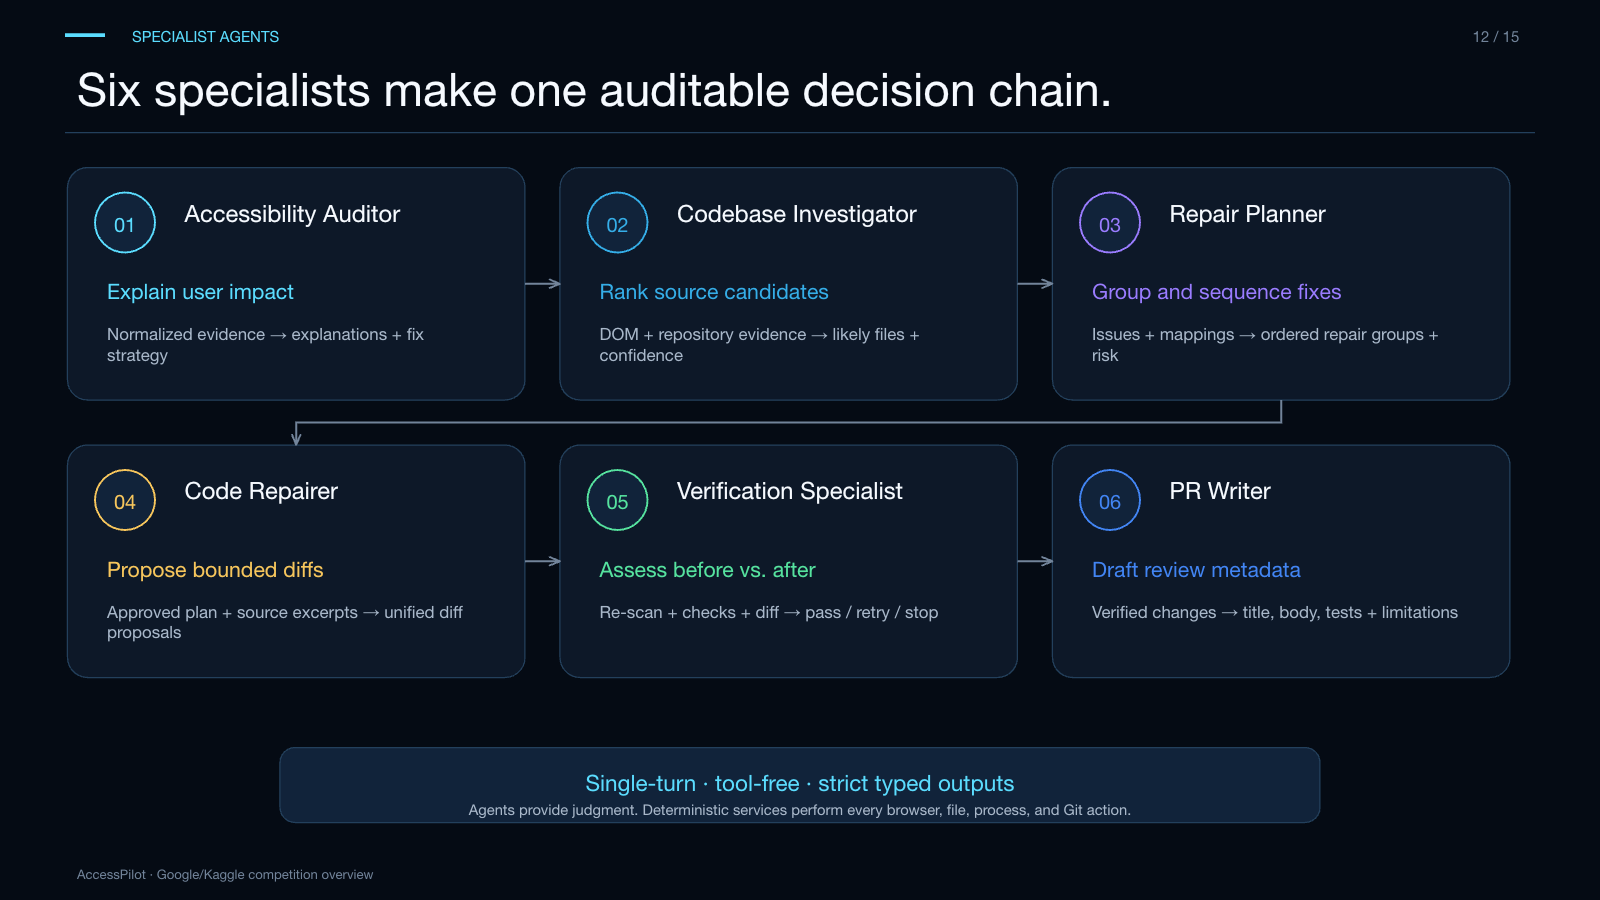 SPECIALIST AGENTS
12 / 15
Six specialists make one auditable decision chain.
01
Accessibility Auditor
Explain user impact
Normalized evidence → explanations + fix
strategy
02
Codebase Investigator
Rank source candidates
DOM + repository evidence → likely files +
confidence
03
Repair Planner
Group and sequence fixes
Issues + mappings → ordered repair groups +
risk
04
Code Repairer
Propose bounded diffs
Approved plan + source excerpts → unified diff
proposals
05
Verification Specialist
Assess before vs. after
Re-scan + checks + diff → pass / retry / stop
06
PR Writer
Draft review metadata
Verified changes → title, body, tests + limitations
Single-turn · tool-free · strict typed outputs
Agents provide judgment. Deterministic services perform every browser, file, process, and Git action.
AccessPilot · Google/Kaggle competition overview